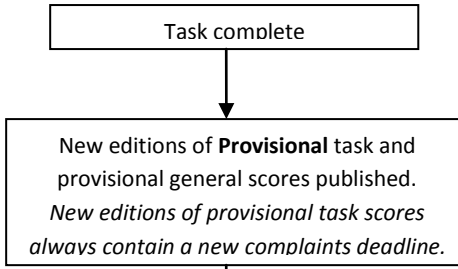 Task complete
New editions of Provisional task and
provisional general scores published.
New editions of provisional task scores
always contain a new complaints deadline.